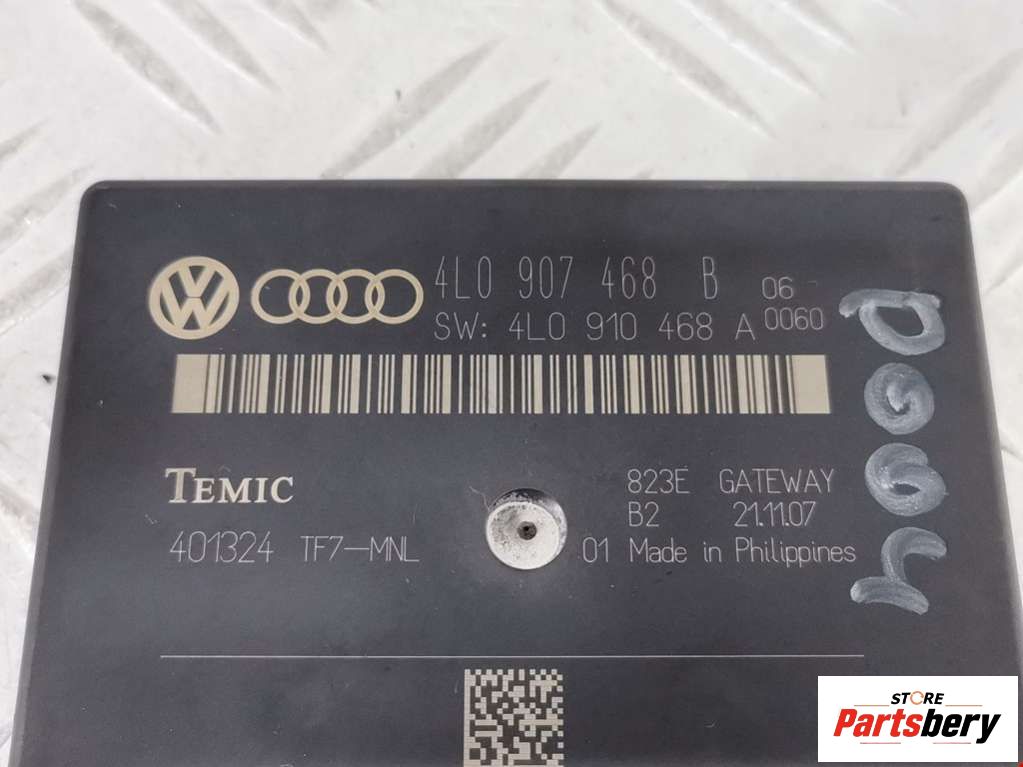 4L0 907 468 B 06
SW: 4L0 910 468 A 0060
TEMIC
823E GATEWAY
B2 21.11.07
401324 TF7-MNL 01 Made in Philippines
STORE
Partsbery